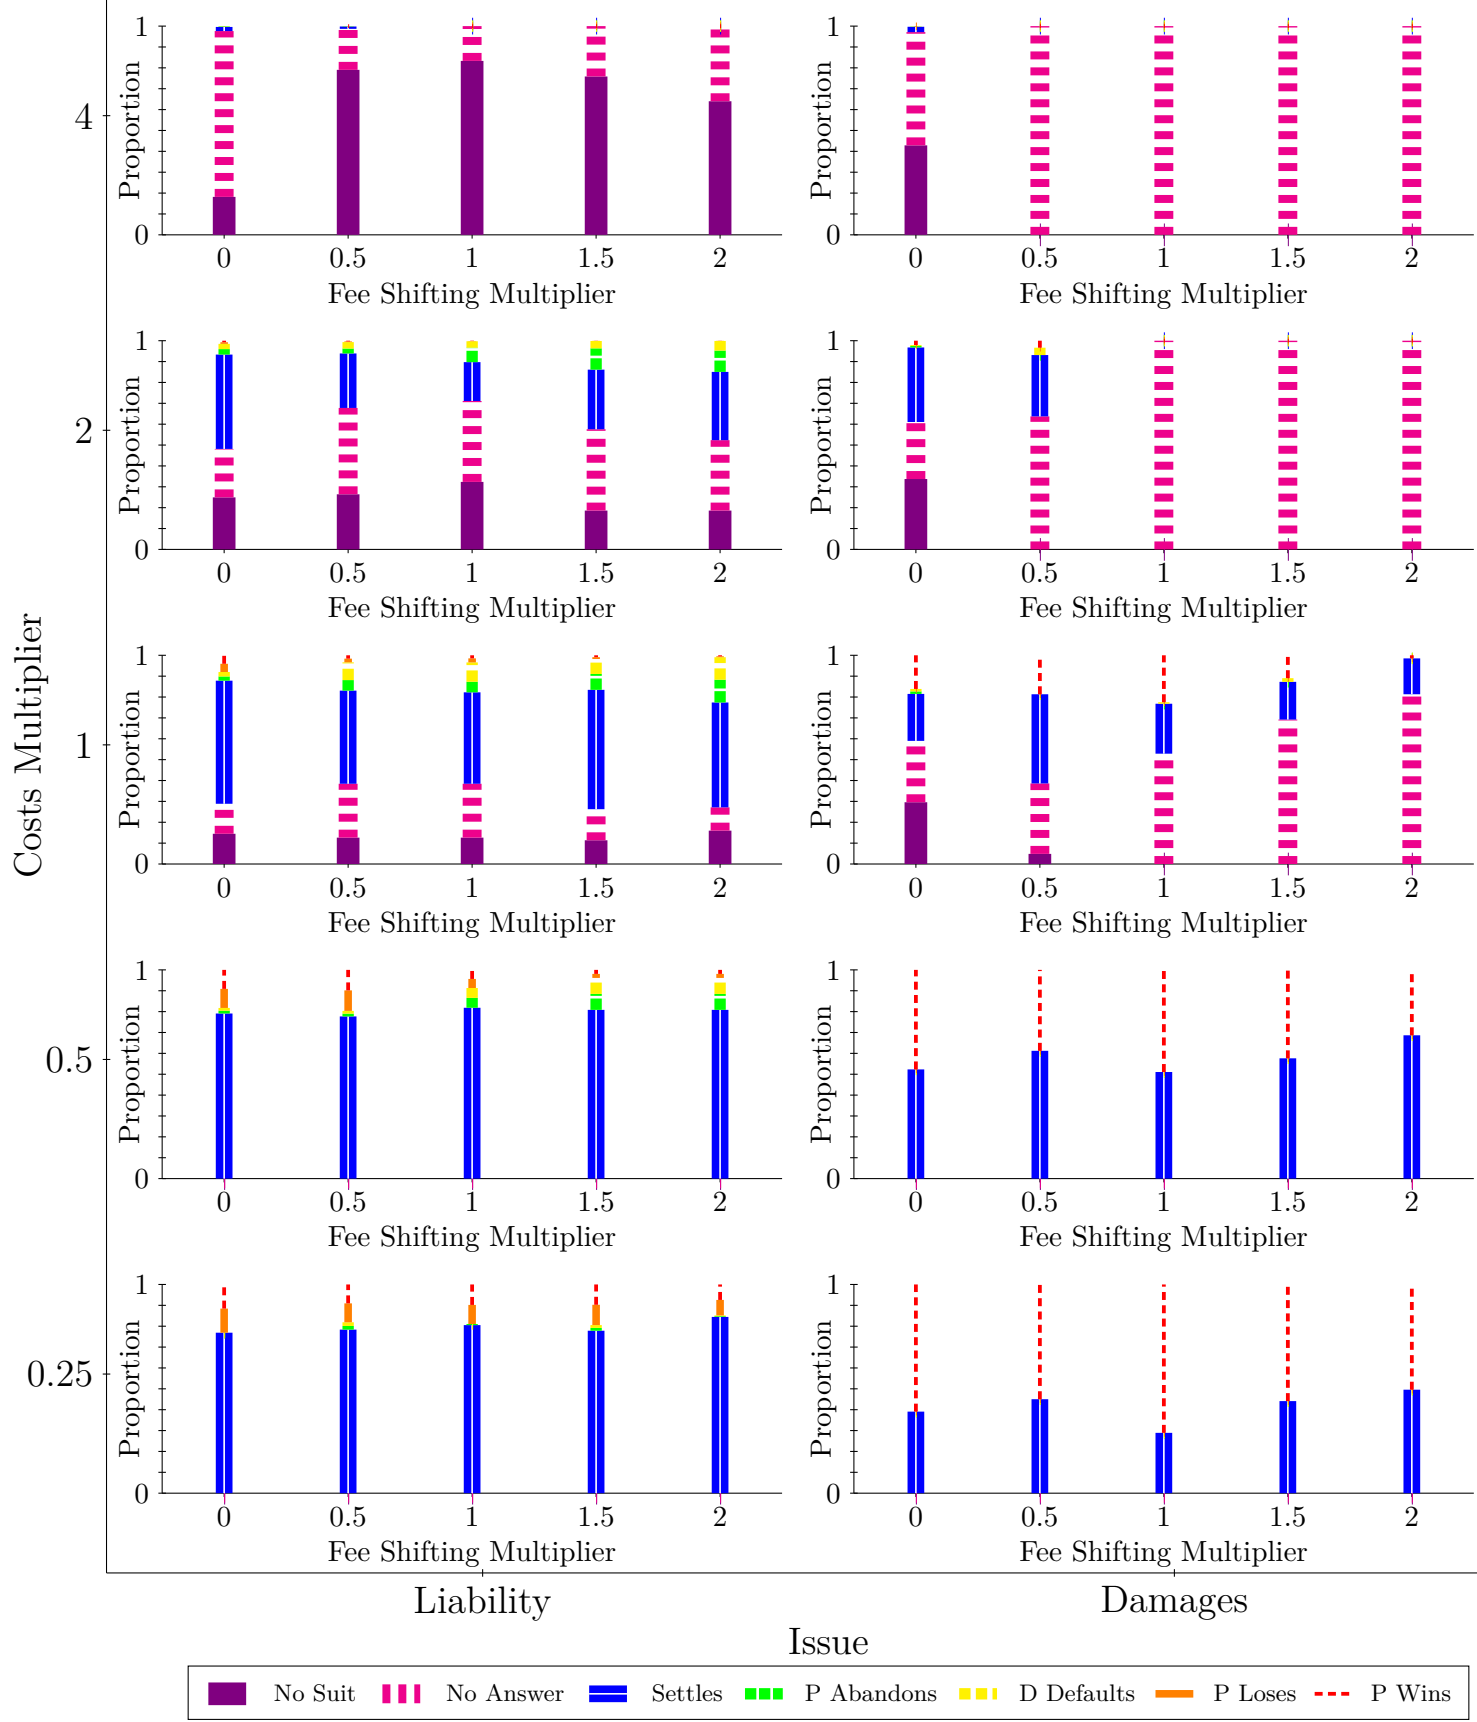 1 1
Proportion Proportion
4
0 0
0 0.5 1 1.5 2 0 0.5 1 1.5 2
Fee Shifting Multiplier Fee Shifting Multiplier
1 1
Proportion Proportion
2
0 0
0 0.5 1 1.5 2 0 0.5 1 1.5 2
Fee Shifting Multiplier Fee Shifting Multiplier
Costs Multiplier
1 1
Proportion Proportion
1
0 0
0 0.5 1 1.5 2 0 0.5 1 1.5 2
Fee Shifting Multiplier Fee Shifting Multiplier
1 1
Proportion Proportion
0.5
0 0
0 0.5 1 1.5 2 0 0.5 1 1.5 2
Fee Shifting Multiplier Fee Shifting Multiplier
1 1
Proportion Proportion
0.25
0 0
0 0.5 1 1.5 2 0 0.5 1 1.5 2
Fee Shifting Multiplier Fee Shifting Multiplier
Liability Damages
Issue
No Suit No Answer Settles P Abandons D Defaults P Loses P Wins